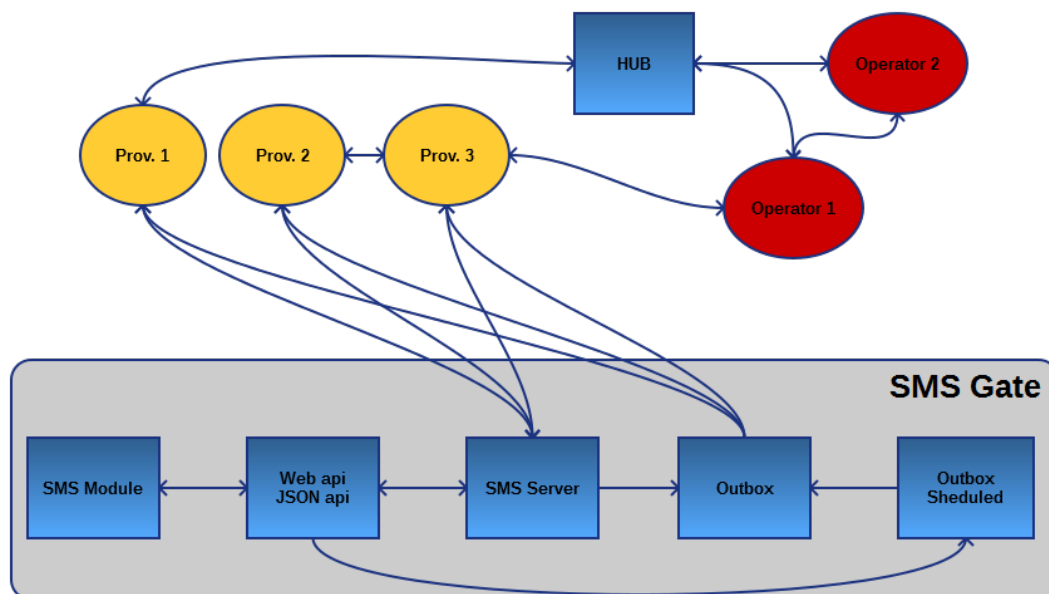 HUB
Operator 2
Prov. 1
Prov. 2
Prov. 3
Operator 1
SMS Gate
SMS Module
Web api
JSON api
SMS Server
Outbox
Outbox
Sheduled